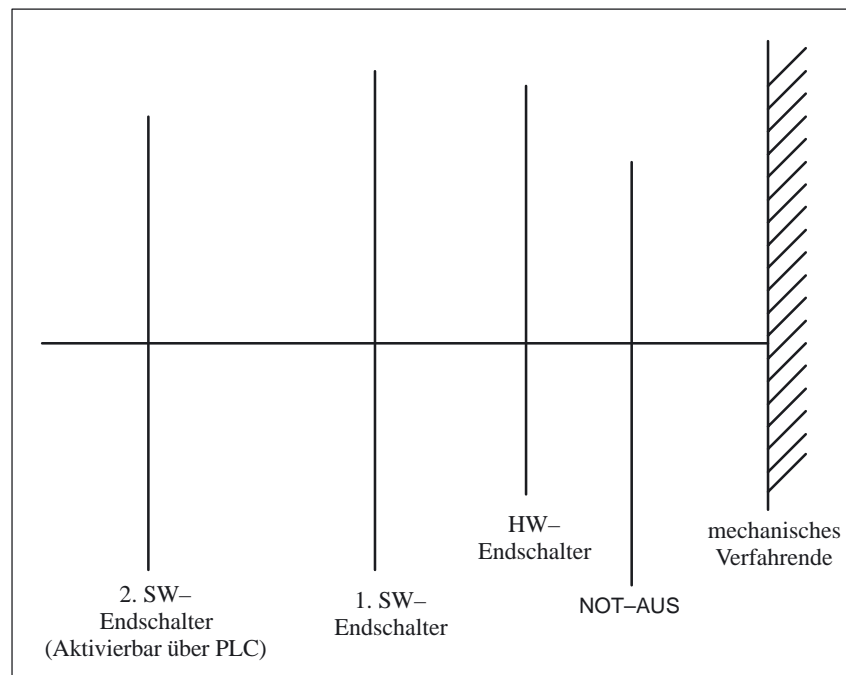 2. SW–
Endschalter
(Aktivierbar über PLC)
1. SW–
Endschalter
HW–
Endschalter
NOT–AUS
mechanisches
Verfahrende